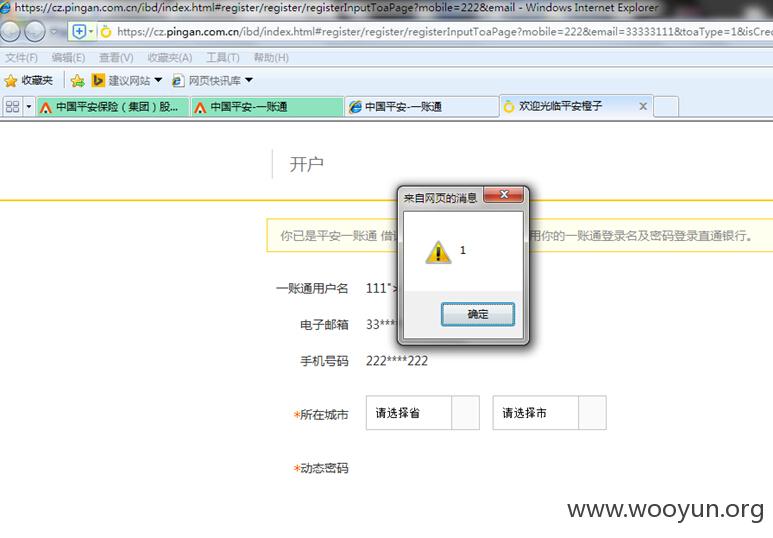 https://cz.pingan.com.cn/ibd/index.html#register/register/registerInputToaPage?mobile=222&email - Windows Internet Explorer
https://cz.pingan.com.cn/ibd/index.html#register/register/registerInputToaPage?mobile=222&email=33333111&toaType=1&isCred
文件(F) 编辑(E) 查看(V) 收藏夹(A) 工具(T) 帮助(H)
收藏夹 建议网站 网页快讯库
中国平安保险(集团)股... 中国平安-一账通 中国平安-一账通 欢迎光临平安橙子 X
开户
来自网页的消息
1
确定
你已是平安一账通 用你的一账通登录名及密码登录直通银行。
一账通用户名 111">
电子邮箱 33****
手机号码 222****222
*所在城市 请选择省 请选择市
*动态密码
www.wooyun.org